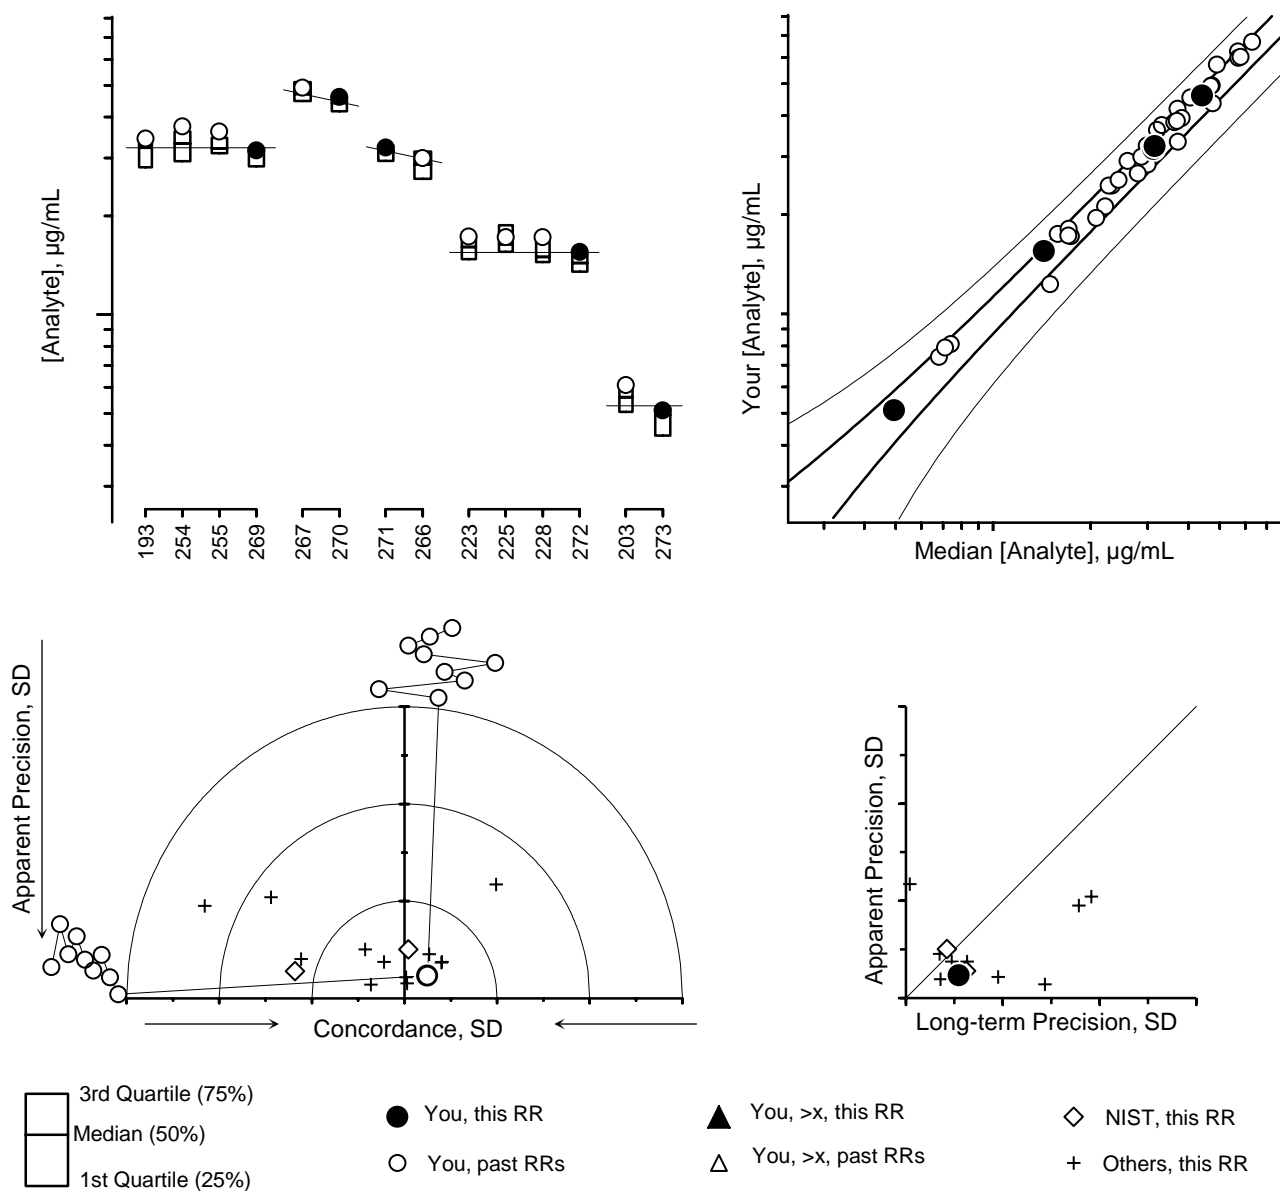 [Analyte], µg/mL
193
254
255
269
267
270
271
266
223
225
228
272
203
273
Your [Analyte], µg/mL
Median [Analyte], µg/mL
Apparent Precision, SD
Concordance, SD
Apparent Precision, SD
Long-term Precision, SD
3rd Quartile (75%)
Median (50%)
1st Quartile (25%)
You, this RR
You, past RRs
You, >x, this RR
You, >x, past RRs
NIST, this RR
Others, this RR